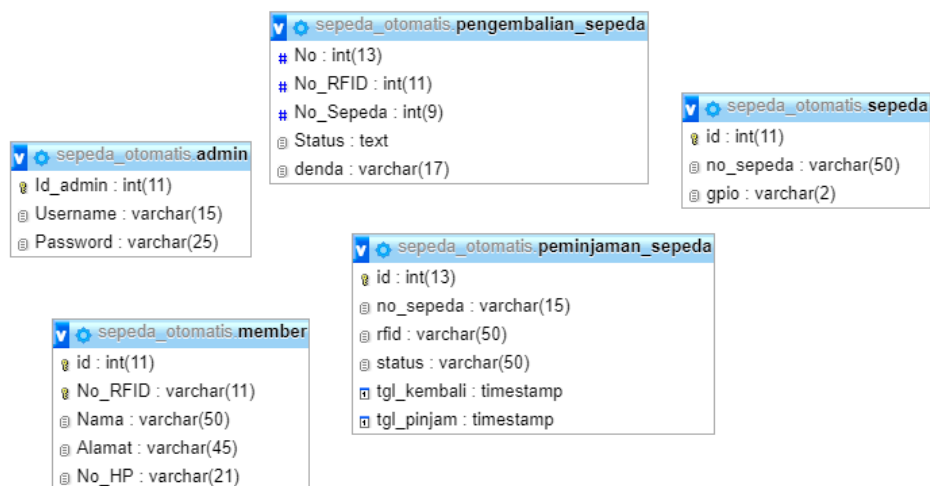 sepeda_otomatis.pengembalian_sepeda
No : int(13)
No_RFID : int(11)
No_Sepeda : int(9)
Status : text
denda : varchar(17)
sepeda_otomatis.sepeda
id : int(11)
no_sepeda : varchar(50)
gpio : varchar(2)
sepeda_otomatis.admin
Id_admin : int(11)
Username : varchar(15)
Password : varchar(25)
sepeda_otomatis.peminjaman_sepeda
id : int(13)
no_sepeda : varchar(15)
rfid : varchar(50)
status : varchar(50)
tgl_kembali : timestamp
tgl_pinjam : timestamp
sepeda_otomatis.member
id : int(11)
No_RFID : varchar(11)
Nama : varchar(50)
Alamat : varchar(45)
No_HP : varchar(21)